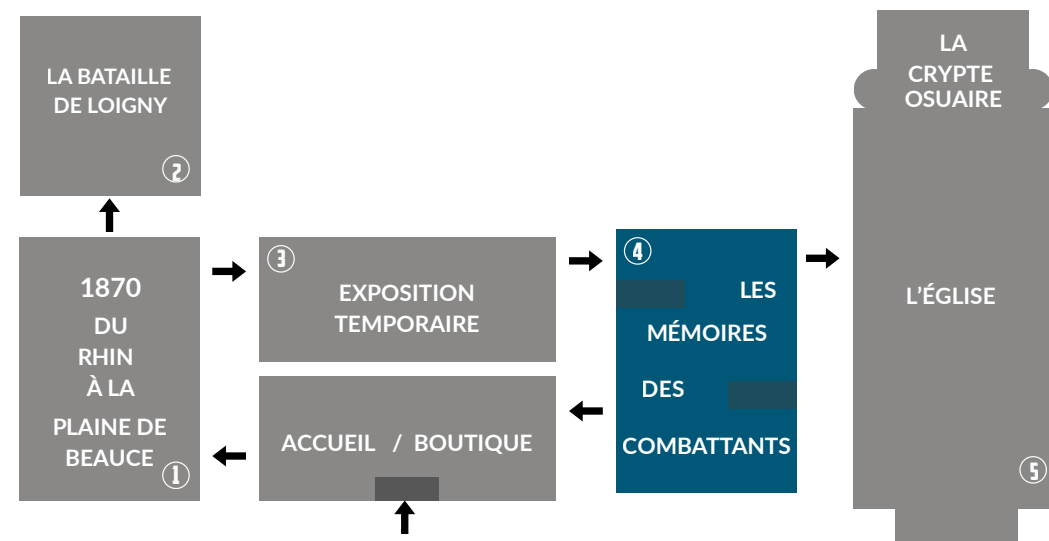 LA BATAILLE
DE LOIGNY
2
1870
DU
RHIN
À LA
PLAINE DE
BEAUCE
1
3
EXPOSITION
TEMPORAIRE
ACCUEIL / BOUTIQUE
4
LES
MÉMOIRES
DES
COMBATTANTS
LA
CRYPTE
OSUAIRE
L'ÉGLISE
5